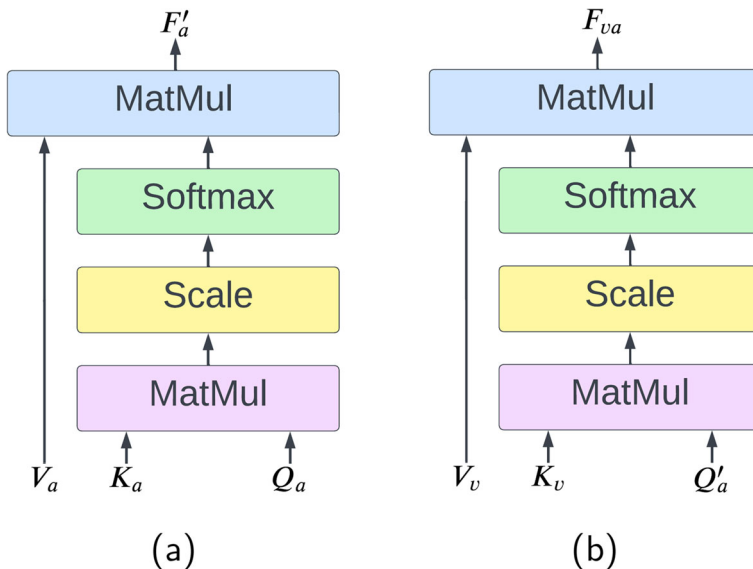 F′ₐ
MatMul
Softmax
Scale
MatMul
Vₐ Kₐ Qₐ
(a)
Fᵥₐ
MatMul
Softmax
Scale
MatMul
Vᵥ Kᵥ Q′ₐ
(b)